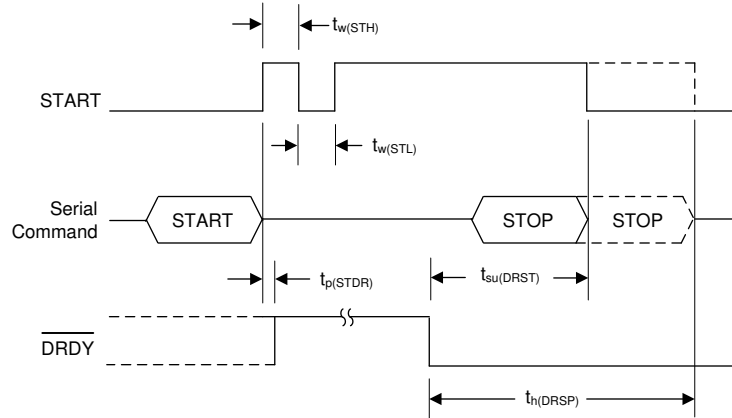 tw(STH)
START
tw(STL)
Serial
Command
START
STOP
STOP
tp(STDR)
tsu(DRST)
DRDY
th(DRSP)